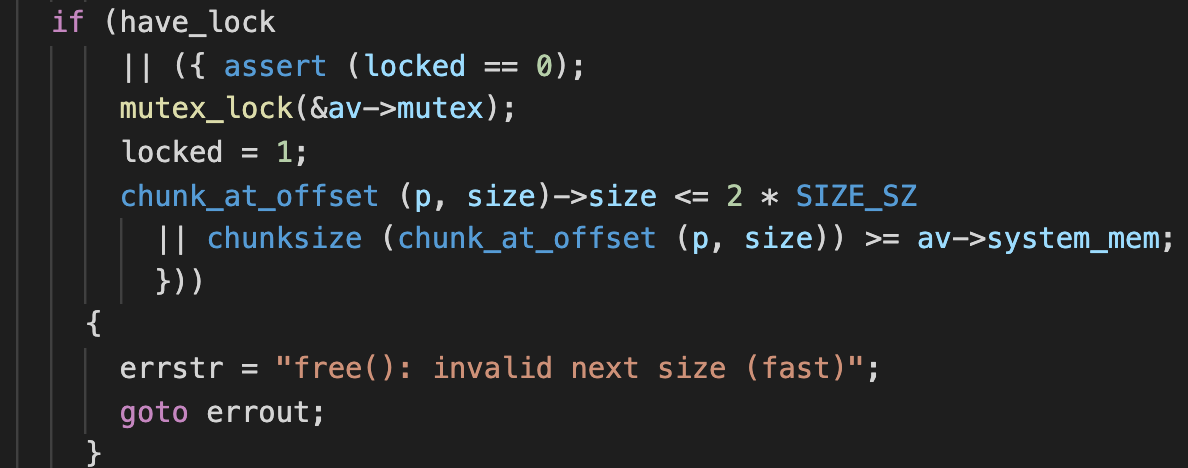 if (have_lock
|| ({ assert (locked == 0);
mutex_lock(&av->mutex);
locked = 1;
chunk_at_offset (p, size)->size <= 2 * SIZE_SZ
|| chunksize (chunk_at_offset (p, size)) >= av->system_mem;
}))
{
errstr = "free(): invalid next size (fast)";
goto errout;
}